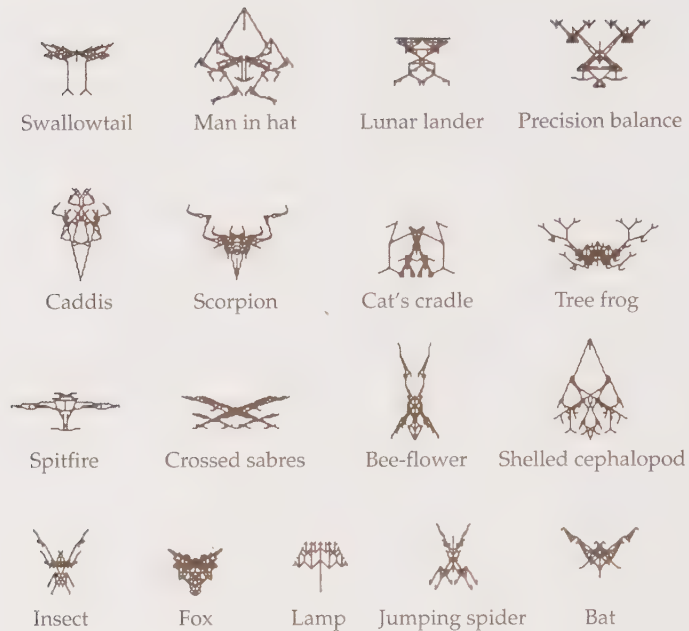 Swallowtail Man in hat Lunar lander Precision balance
Caddis Scorpion Cat's cradle Tree frog
Spitfire Crossed sabres Bee-flower Shelled cephalopod
Insect Fox Lamp Jumping spider Bat